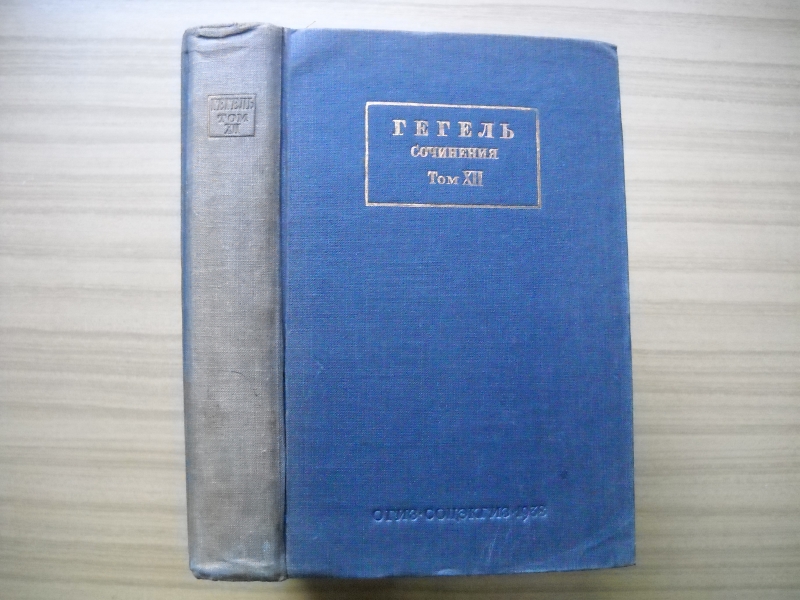 ГЕГЕЛЬ
ТОМ
XII
ГЕГЕЛЬ
СОЧИНЕНИЯ
Том XII
ОГИЗ·СОЦЭКГИЗ·1938